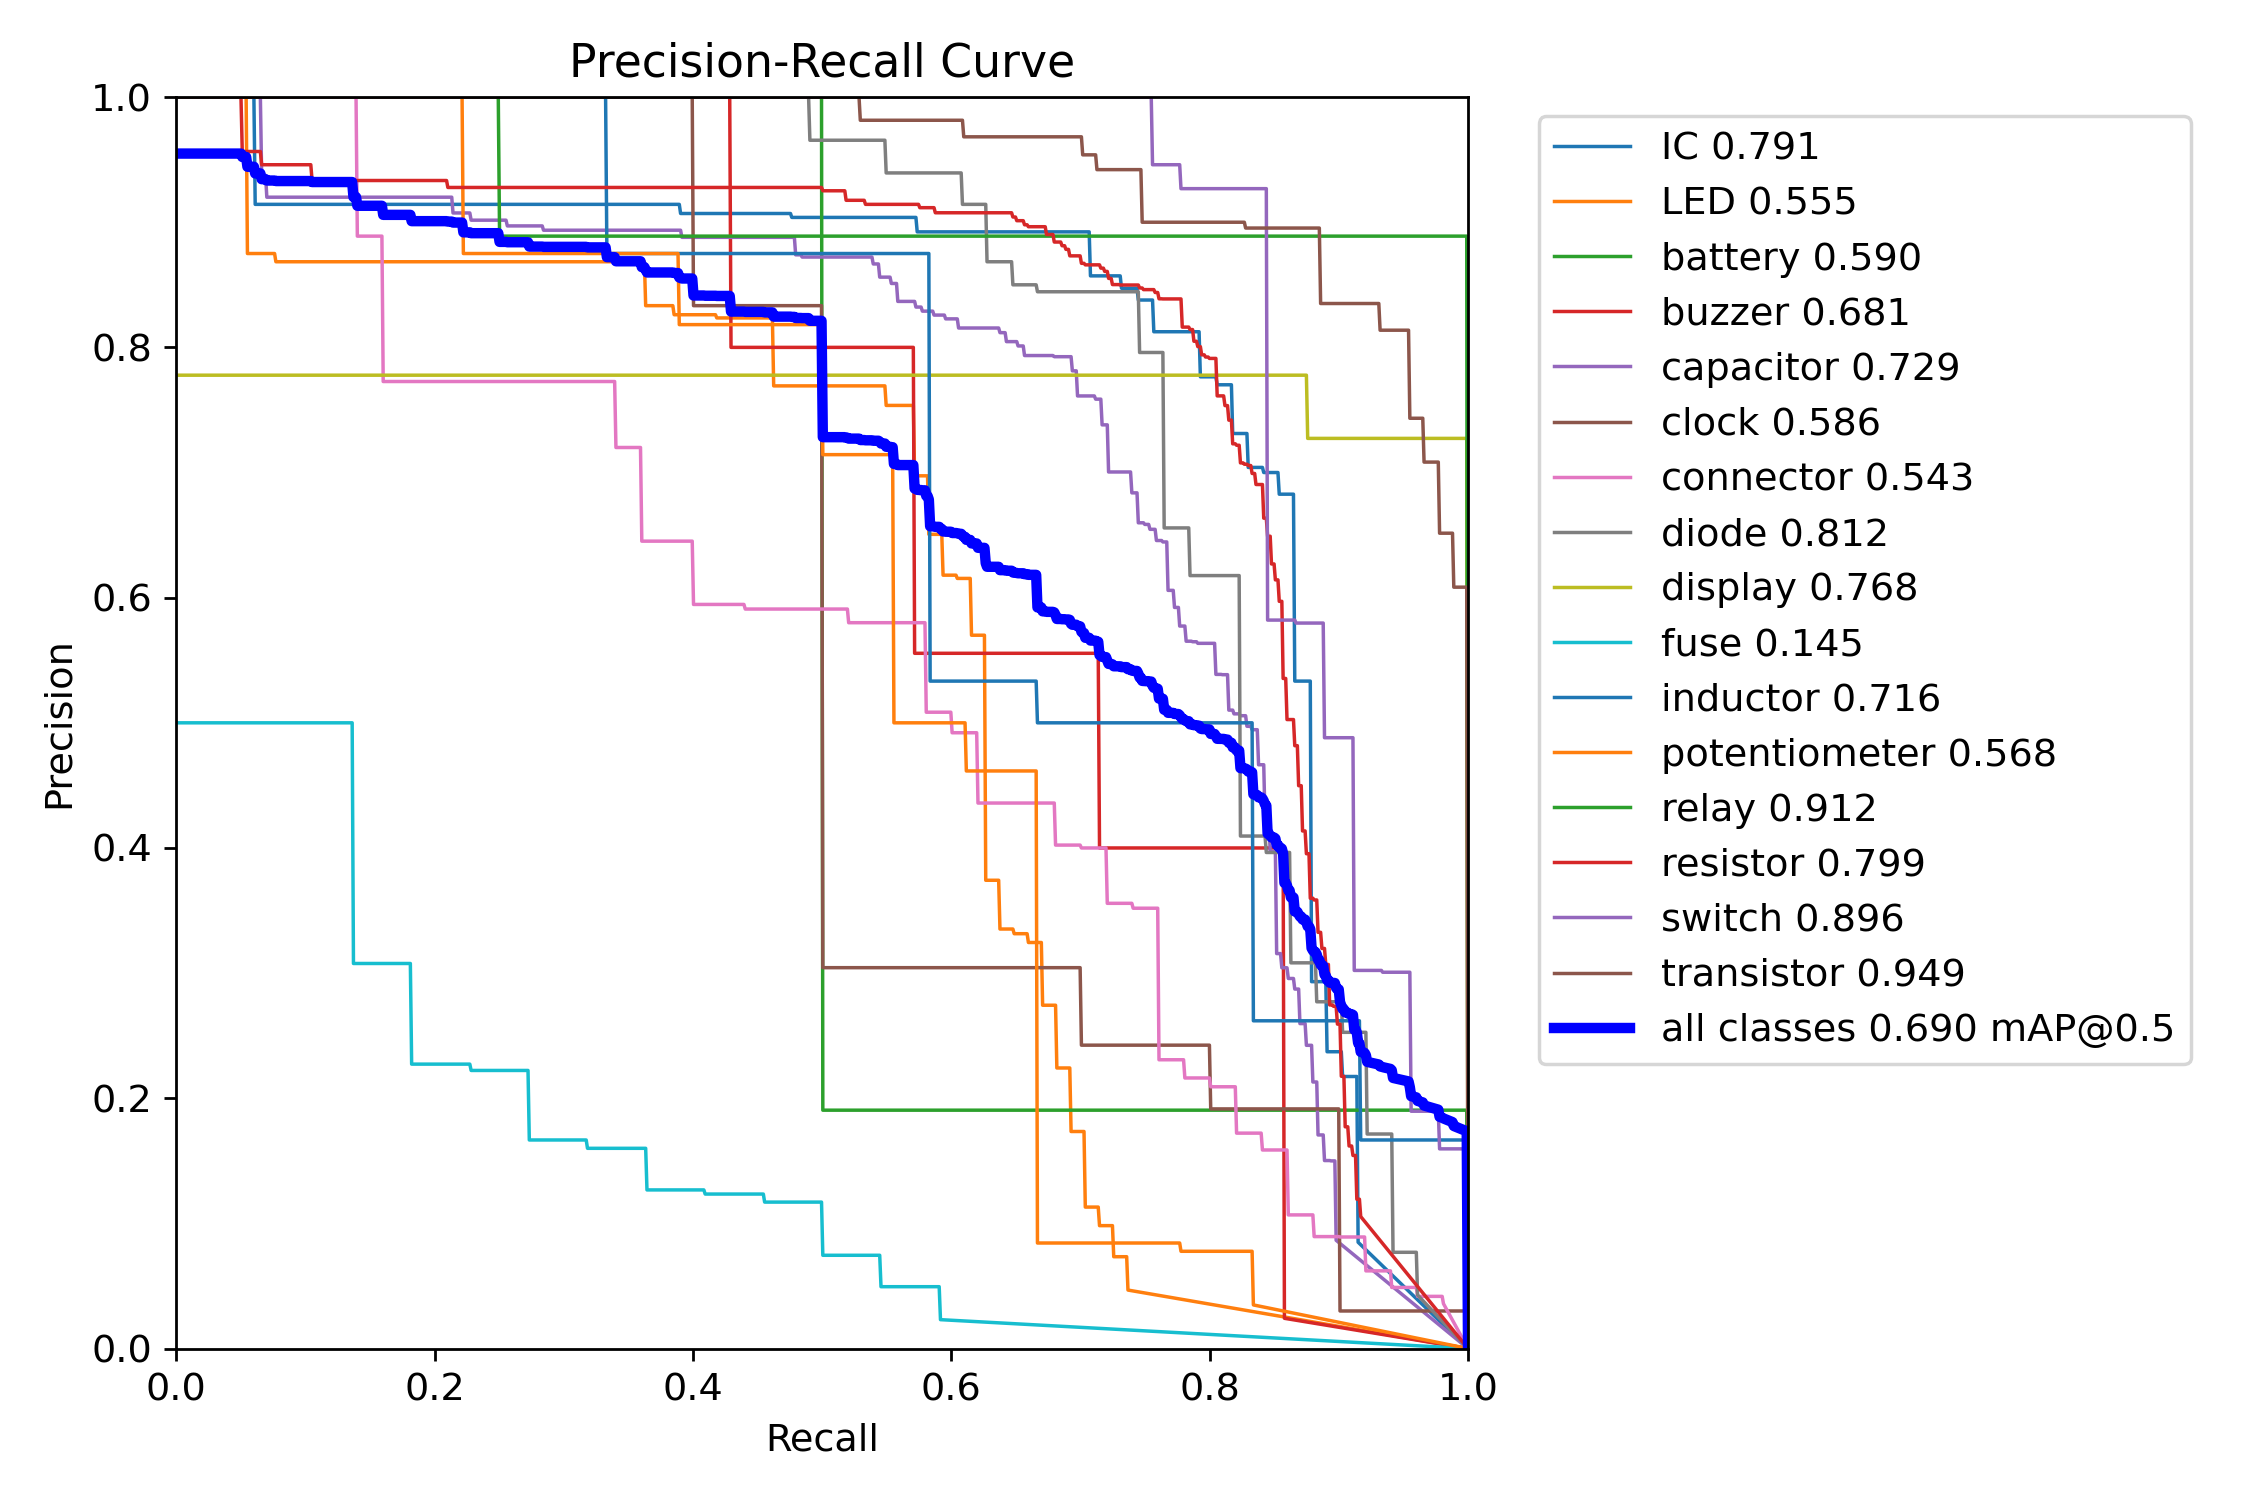 Precision-Recall Curve
1.0
0.8
0.6
0.4
0.2
0.0
Precision
0.0 0.2 0.4 0.6 0.8 1.0
Recall
IC 0.791
LED 0.555
battery 0.590
buzzer 0.681
capacitor 0.729
clock 0.586
connector 0.543
diode 0.812
display 0.768
fuse 0.145
inductor 0.716
potentiometer 0.568
relay 0.912
resistor 0.799
switch 0.896
transistor 0.949
all classes 0.690 mAP@0.5